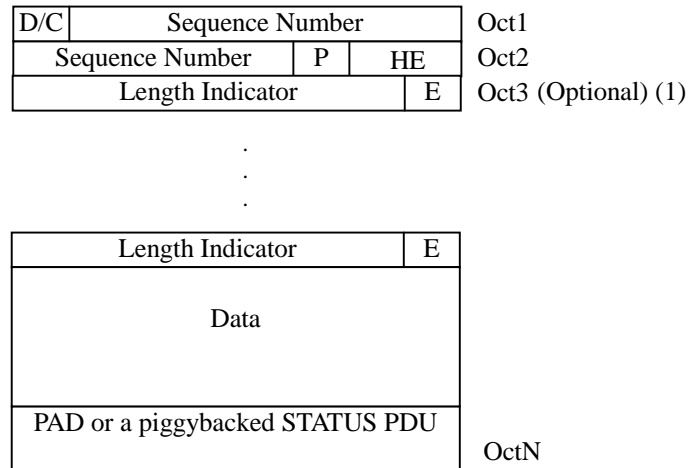 D/C Sequence Number Oct1
Sequence Number P HE Oct2
Length Indicator E Oct3 (Optional) (1)
.
.
.
Length Indicator E
Data
PAD or a piggybacked STATUS PDU
OctN